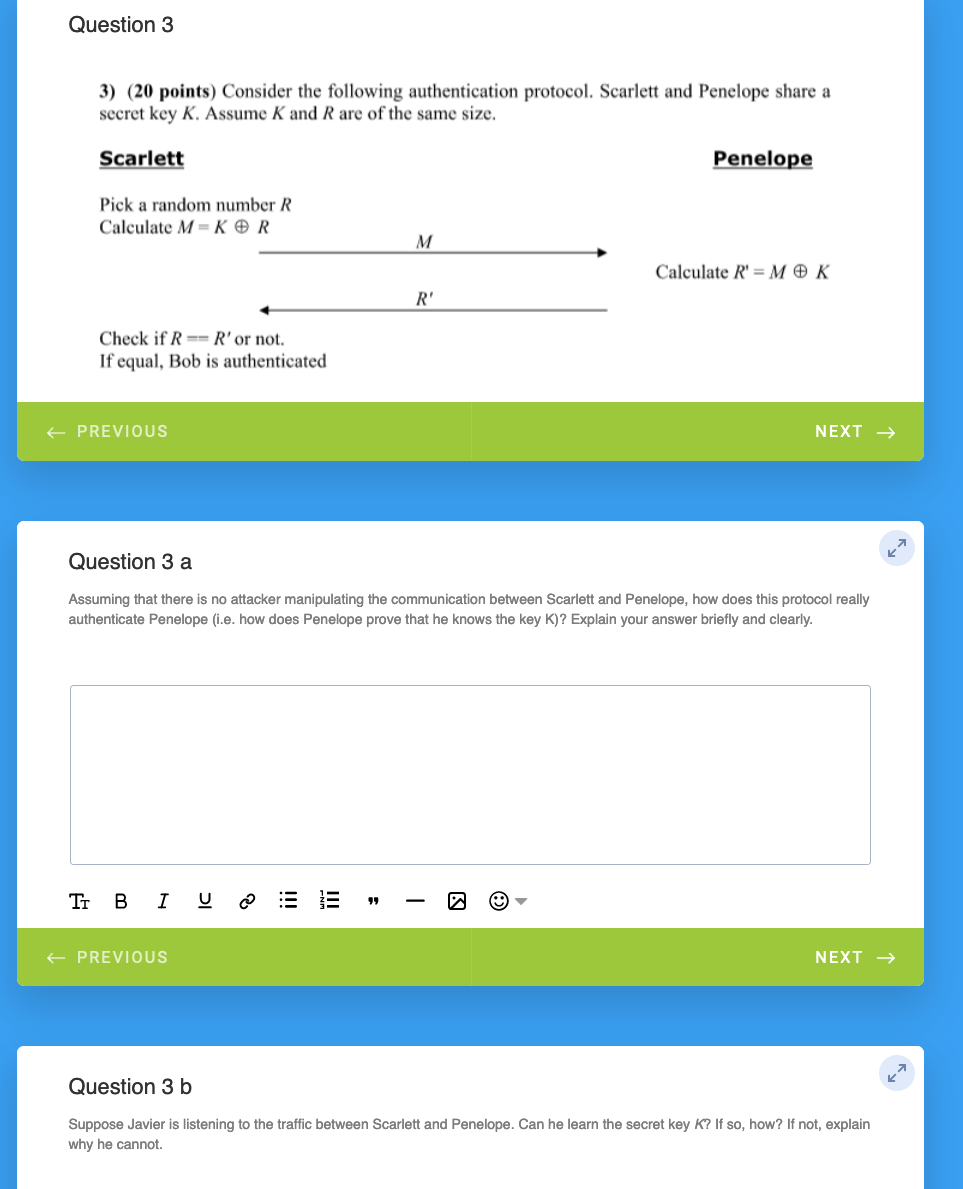 Question 3
3) (20 points) Consider the following authentication protocol. Scarlett and Penelope share a
secret key K. Assume K and R are of the same size.
Scarlett
Penelope
Pick a random number R
Calculate M = K ⊕ R
M
Calculate R' = M ⊕ K
R'
Check if R == R' or not.
If equal, Bob is authenticated
← PREVIOUS
NEXT →
Question 3 a
Assuming that there is no attacker manipulating the communication between Scarlett and Penelope, how does this protocol really
authenticate Penelope (i.e. how does Penelope prove that he knows the key K)? Explain your answer briefly and clearly.
← PREVIOUS
NEXT →
Question 3 b
Suppose Javier is listening to the traffic between Scarlett and Penelope. Can he learn the secret key K? If so, how? If not, explain
why he cannot.